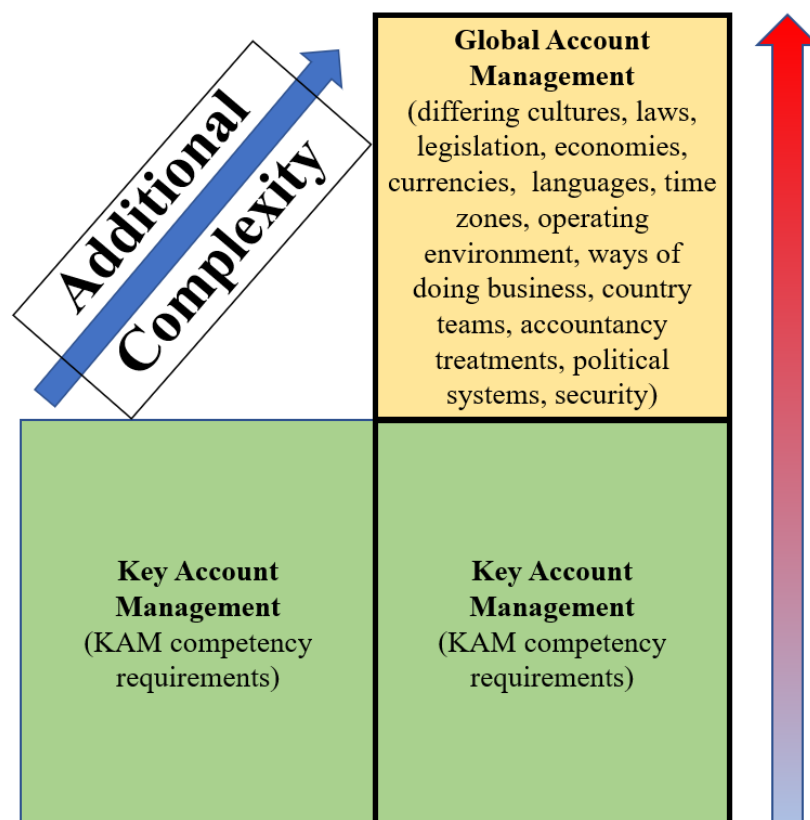 Additional
Complexity
Global Account
Management
(differing cultures, laws,
legislation, economies,
currencies, languages, time
zones, operating
environment, ways of
doing business, country
teams, accountancy
treatments, political
systems, security)
Key Account
Management
(KAM competency
requirements)
Key Account
Management
(KAM competency
requirements)